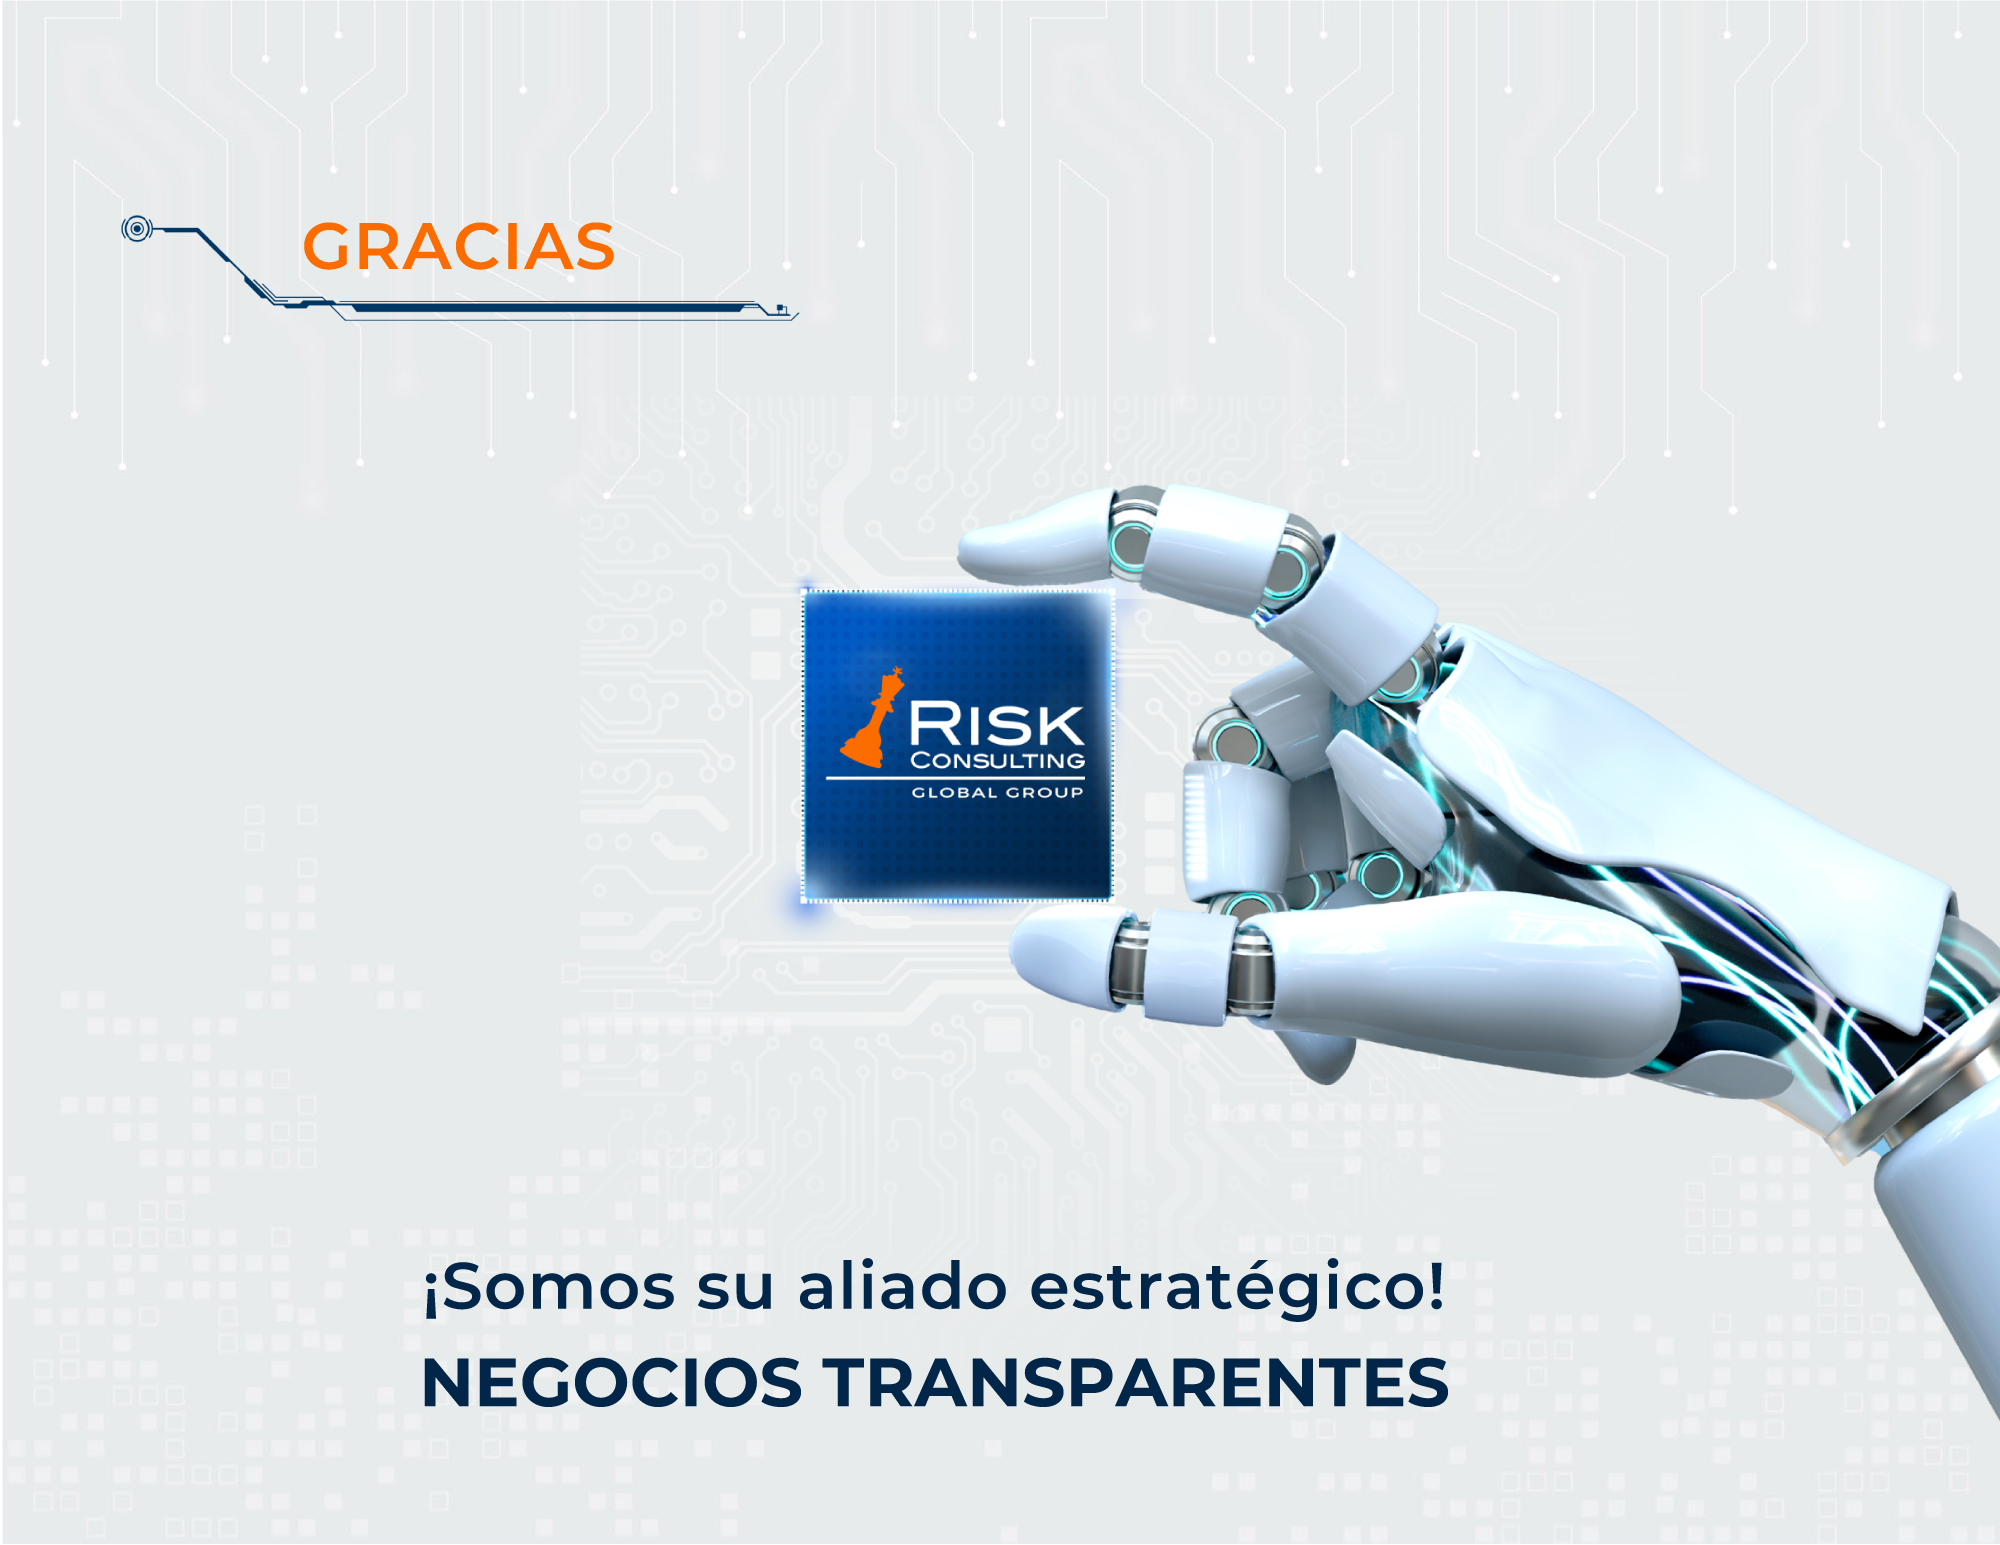 GRACIAS
RISK
CONSULTING
GLOBAL GROUP
¡Somos su aliado estratégico!
NEGOCIOS TRANSPARENTES